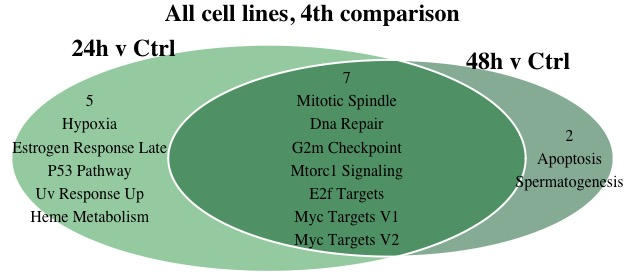 All cell lines, 4th comparison
24h v Ctrl
48h v Ctrl
5
Hypoxia
Estrogen Response Late
P53 Pathway
Uv Response Up
Heme Metabolism
7
Mitotic Spindle
Dna Repair
G2m Checkpoint
Mtorc1 Signaling
E2f Targets
Myc Targets V1
Myc Targets V2
2
Apoptosis
Spermatogenesis